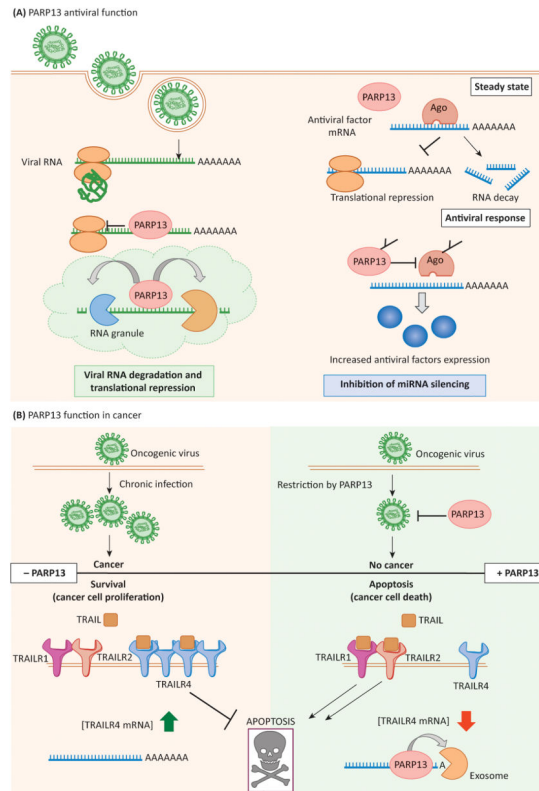 (A) PARP13 antiviral function
Viral RNA
AAAAAAA
PARP13
AAAAAAA
PARP13
RNA granule
Viral RNA degradation and
translational repression
Steady state
PARP13
Ago
Antiviral factor
mRNA
AAAAAAA
AAAAAAA
Translational repression
RNA decay
Antiviral response
PARP13
Ago
AAAAAAA
Increased antiviral factors expression
Inhibition of miRNA silencing
(B) PARP13 function in cancer
Oncogenic virus
Chronic infection
Cancer
– PARP13
Survival
(cancer cell proliferation)
TRAIL
TRAILR1
TRAILR2
TRAILR4
[TRAILR4 mRNA]
AAAAAAA
APOPTOSIS
Oncogenic virus
Restriction by PARP13
PARP13
No cancer
+ PARP13
Apoptosis
(cancer cell death)
TRAIL
TRAILR1
TRAILR2
TRAILR4
[TRAILR4 mRNA]
PARP13
A
Exosome